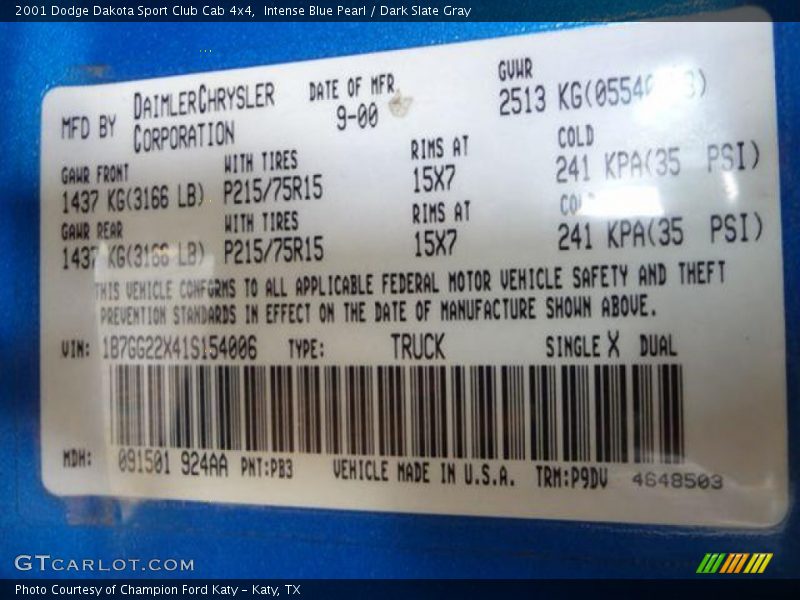 2001 Dodge Dakota Sport Club Cab 4x4,  Intense Blue Pearl / Dark Slate Gray
MFD BY DAIMLERCHRYSLER CORPORATION
DATE OF MFR 9-00
GVWR 2513 KG
GAWR FRONT WITH TIRES RIMS AT COLD
1437 KG(3166 LB) P215/75R15 15X7 241 KPA(35 PSI)
GAWR REAR WITH TIRES RIMS AT
1437 KG(3166 LB) P215/75R15 15X7 241 KPA(35 PSI)
THIS VEHICLE CONFORMS TO ALL APPLICABLE FEDERAL MOTOR VEHICLE SAFETY AND THEFT
PREVENTION STANDARDS IN EFFECT ON THE DATE OF MANUFACTURE SHOWN ABOVE.
VIN: 1B7GG22X41S154006 TYPE: TRUCK SINGLE X DUAL
MDH: 091501 924AA PNT:PB3 VEHICLE MADE IN U.S.A. TRM:P9DV 4648503
GTCARLOT.COM
Photo Courtesy of Champion Ford Katy - Katy, TX